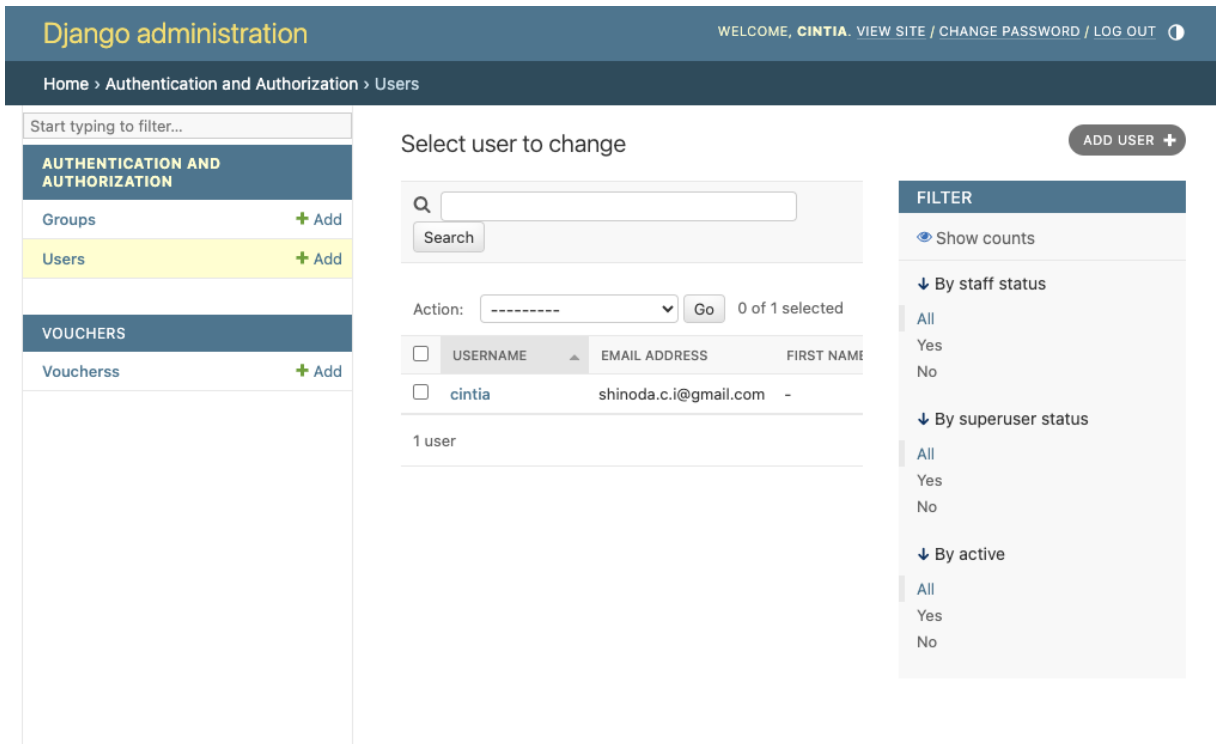 Django administration
WELCOME, CINTIA. VIEW SITE / CHANGE PASSWORD / LOG OUT
Home › Authentication and Authorization › Users
Start typing to filter...
AUTHENTICATION AND
AUTHORIZATION
Groups + Add
Users + Add
VOUCHERS
Voucherss + Add
Select user to change
ADD USER +
Search
Action: --------- Go 0 of 1 selected
USERNAME EMAIL ADDRESS FIRST NAME
cintia shinoda.c.i@gmail.com -
1 user
FILTER
Show counts
↓ By staff status
All
Yes
No
↓ By superuser status
All
Yes
No
↓ By active
All
Yes
No